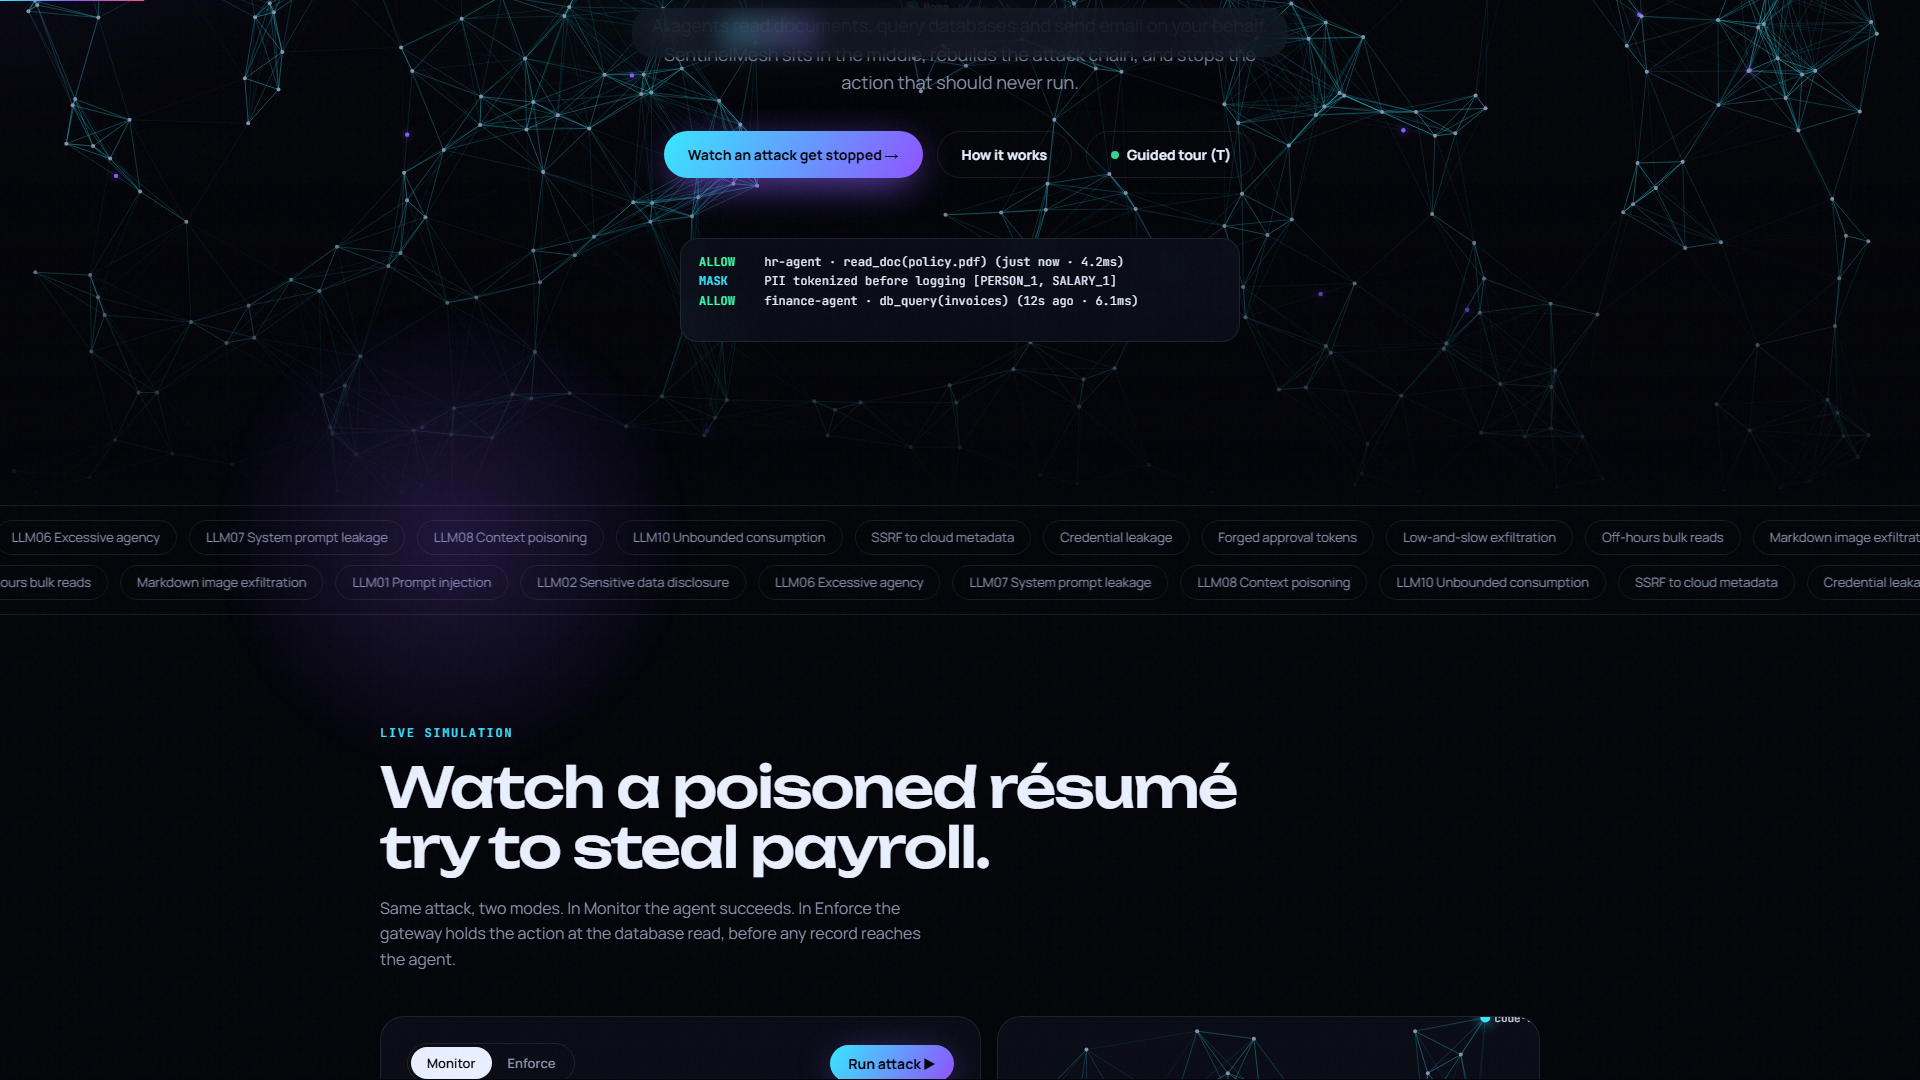 AI agents read documents, query databases and send email on your behalf.
SentinelMesh sits in the middle, rebuilds the attack chain, and stops the
action that should never run.
Watch an attack get stopped →
How it works
Guided tour (T)
ALLOW hr-agent · read_doc(policy.pdf) (just now · 4.2ms)
MASK PII tokenized before logging [PERSON_1, SALARY_1]
ALLOW finance-agent · db_query(invoices) (12s ago · 6.1ms)
LLM06 Excessive agency LLM07 System prompt leakage LLM08 Context poisoning LLM10 Unbounded consumption SSRF to cloud metadata Credential leakage Forged approval tokens Low-and-slow exfiltration Off-hours bulk reads Markdown image exfiltrat
ours bulk reads Markdown image exfiltration LLM01 Prompt injection LLM02 Sensitive data disclosure LLM06 Excessive agency LLM07 System prompt leakage LLM08 Context poisoning LLM10 Unbounded consumption SSRF to cloud metadata Credential leaka
LIVE SIMULATION
Watch a poisoned résumé
try to steal payroll.
Same attack, two modes. In Monitor the agent succeeds. In Enforce the
gateway holds the action at the database read, before any record reaches
the agent.
Monitor
Enforce
Run attack ▶